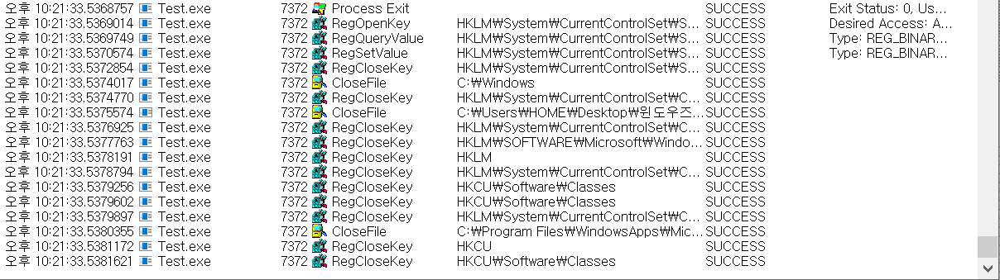 오후 10:21:33.5368757 Test.exe 7372 Process Exit SUCCESS Exit Status: 0, Us...
오후 10:21:33.5369014 Test.exe 7372 RegOpenKey HKLM₩System₩CurrentControlSet₩S... SUCCESS Desired Access: A...
오후 10:21:33.5369749 Test.exe 7372 RegQueryValue HKLM₩System₩CurrentControlSet₩S... SUCCESS Type: REG_BINAR...
오후 10:21:33.5370574 Test.exe 7372 RegSetValue HKLM₩System₩CurrentControlSet₩S... SUCCESS Type: REG_BINAR...
오후 10:21:33.5372854 Test.exe 7372 RegCloseKey HKLM₩System₩CurrentControlSet₩S... SUCCESS
오후 10:21:33.5374017 Test.exe 7372 CloseFile C:₩Windows SUCCESS
오후 10:21:33.5374770 Test.exe 7372 RegCloseKey HKLM₩System₩CurrentControlSet₩C... SUCCESS
오후 10:21:33.5375574 Test.exe 7372 CloseFile C:₩Users₩HOME₩Desktop₩윈도우즈... SUCCESS
오후 10:21:33.5376925 Test.exe 7372 RegCloseKey HKLM₩System₩CurrentControlSet₩C... SUCCESS
오후 10:21:33.5377763 Test.exe 7372 RegCloseKey HKLM₩SOFTWARE₩Microsoft₩Windo... SUCCESS
오후 10:21:33.5378191 Test.exe 7372 RegCloseKey HKLM SUCCESS
오후 10:21:33.5378794 Test.exe 7372 RegCloseKey HKLM₩System₩CurrentControlSet₩C... SUCCESS
오후 10:21:33.5379256 Test.exe 7372 RegCloseKey HKCU₩Software₩Classes SUCCESS
오후 10:21:33.5379602 Test.exe 7372 RegCloseKey HKCU₩Software₩Classes SUCCESS
오후 10:21:33.5379897 Test.exe 7372 RegCloseKey HKLM₩System₩CurrentControlSet₩C... SUCCESS
오후 10:21:33.5380355 Test.exe 7372 CloseFile C:₩Program Files₩WindowsApps₩Mic... SUCCESS
오후 10:21:33.5381172 Test.exe 7372 RegCloseKey HKCU SUCCESS
오후 10:21:33.5381621 Test.exe 7372 RegCloseKey HKCU₩Software₩Classes SUCCESS